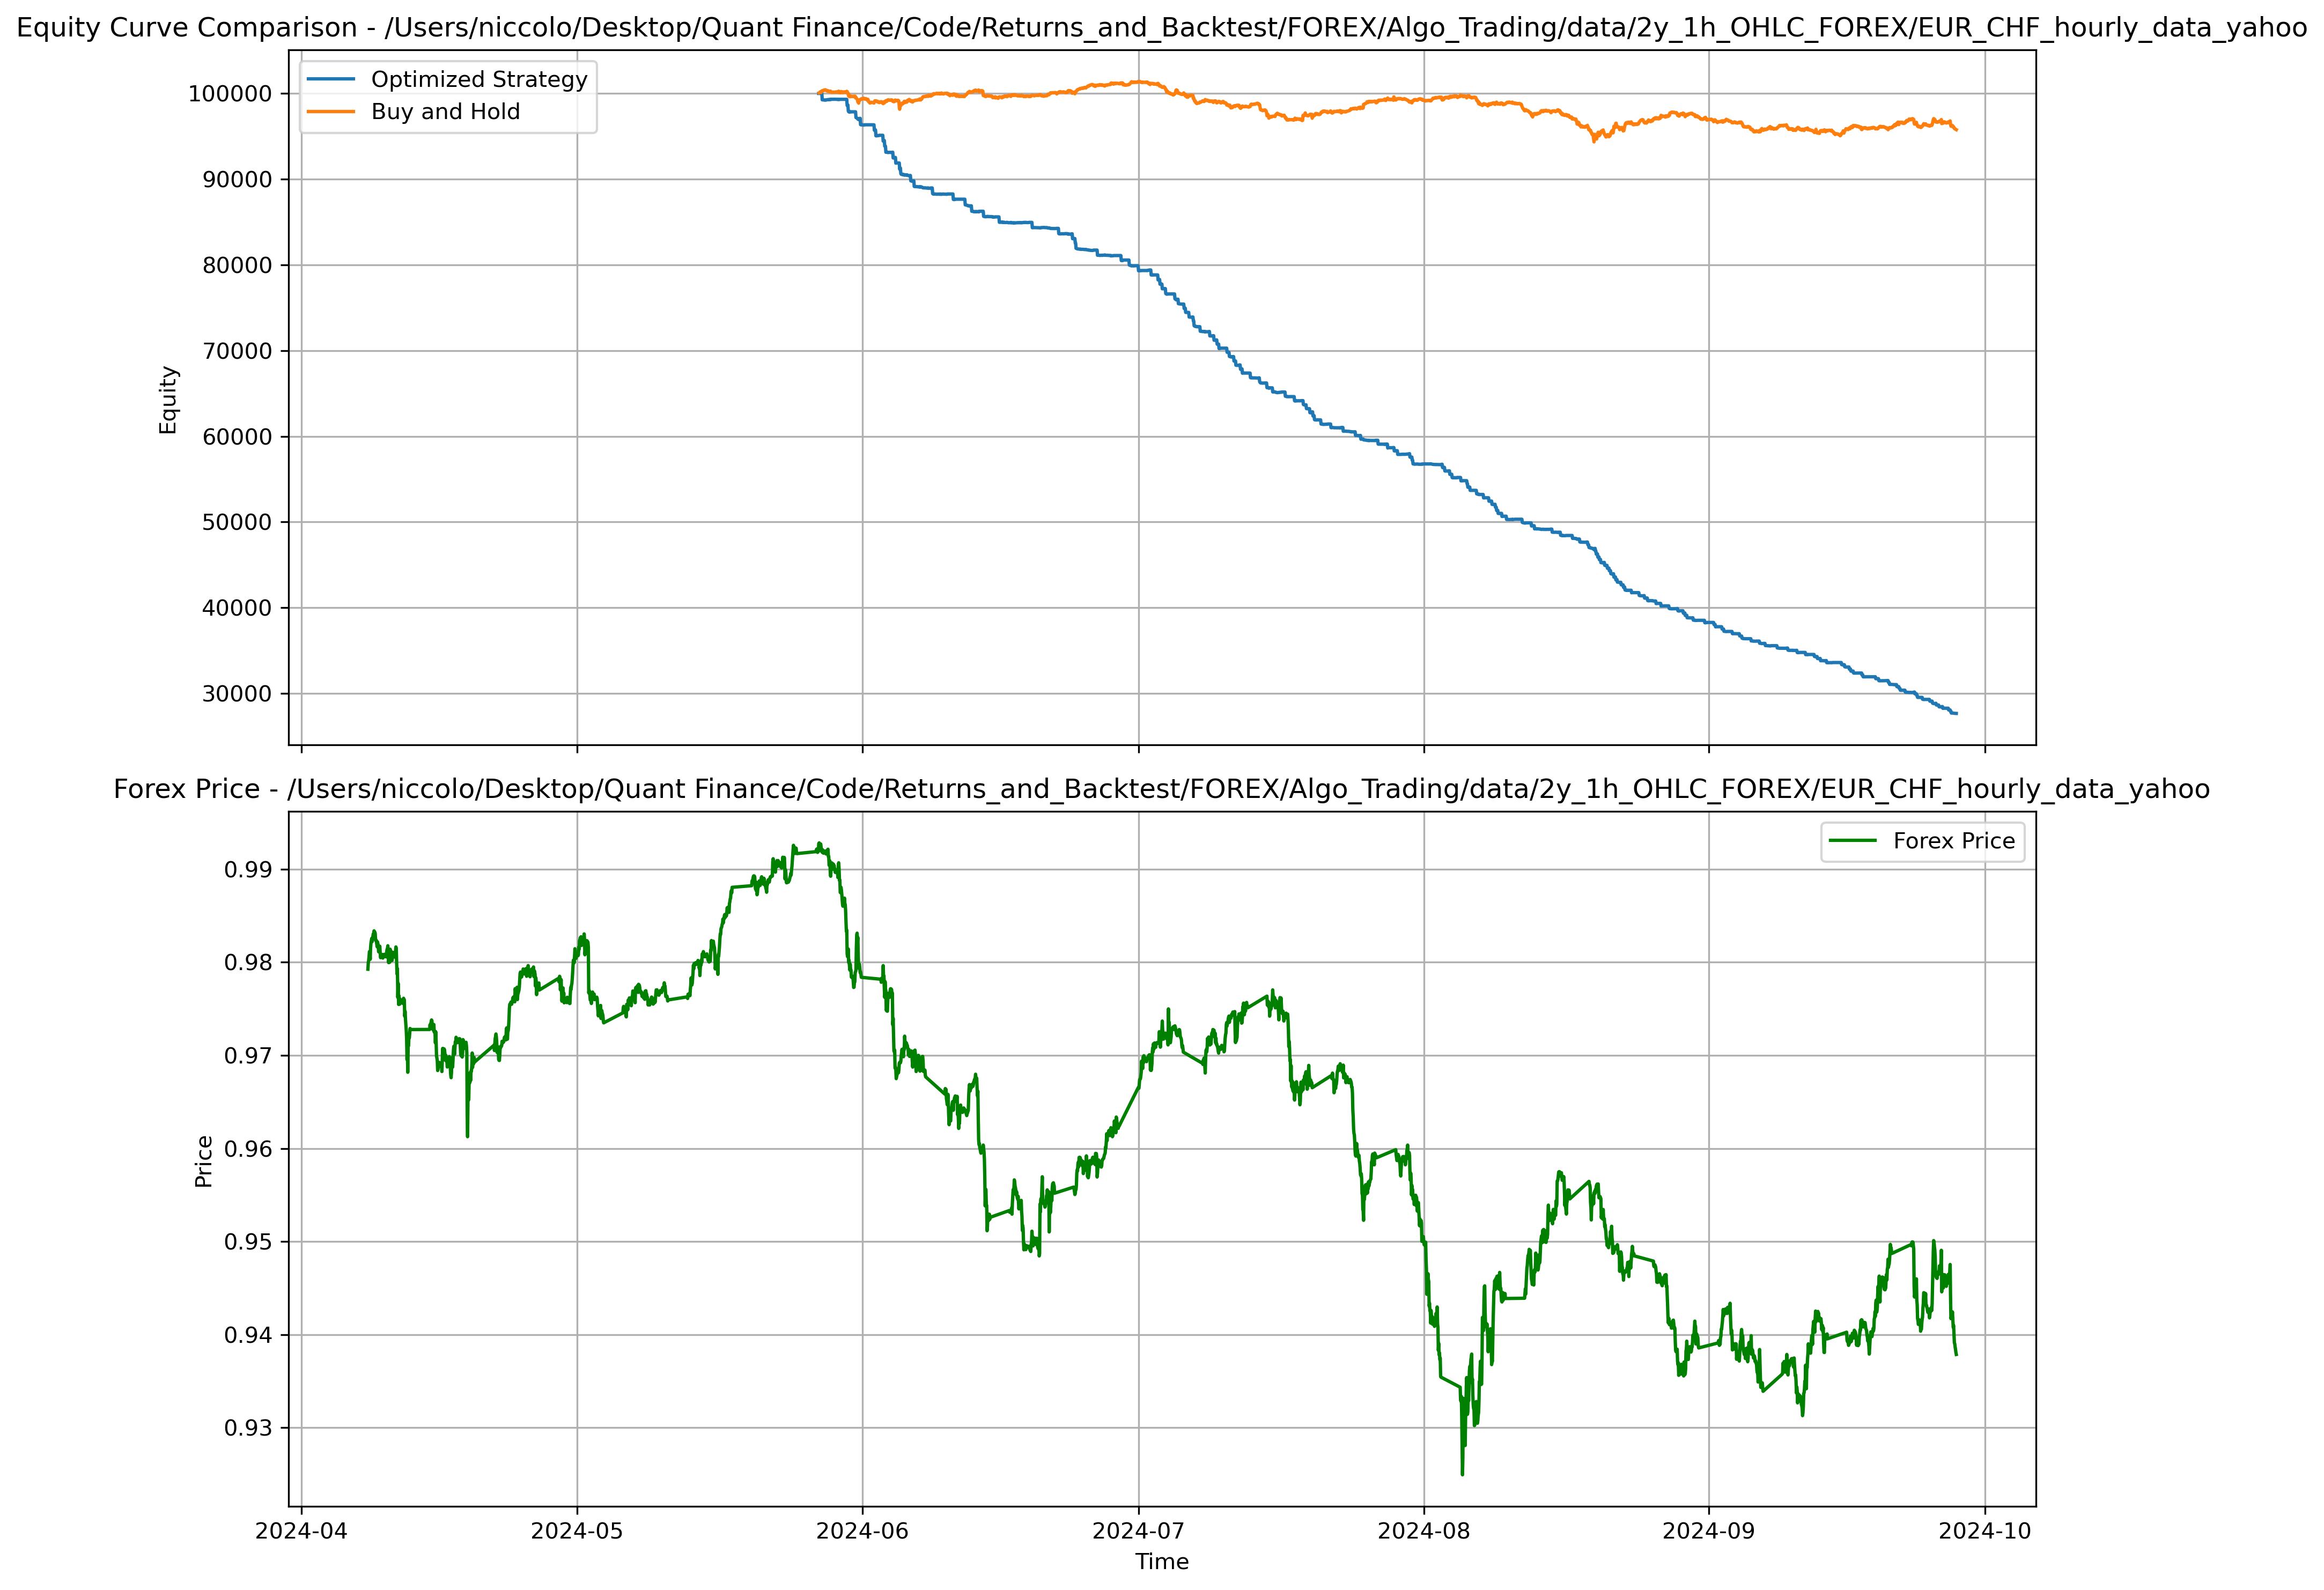 Equity Curve Comparison - /Users/niccolo/Desktop/Quant Finance/Code/Returns_and_Backtest/FOREX/Algo_Trading/data/2y_1h_OHLC_FOREX/EUR_CHF_hourly_data_yahoo
Optimized Strategy
Buy and Hold
100000
90000
80000
70000
60000
50000
40000
30000
Equity
Forex Price - /Users/niccolo/Desktop/Quant Finance/Code/Returns_and_Backtest/FOREX/Algo_Trading/data/2y_1h_OHLC_FOREX/EUR_CHF_hourly_data_yahoo
Forex Price
0.99
0.98
0.97
0.96
0.95
0.94
0.93
Price
2024-04 2024-05 2024-06 2024-07 2024-08 2024-09 2024-10
Time